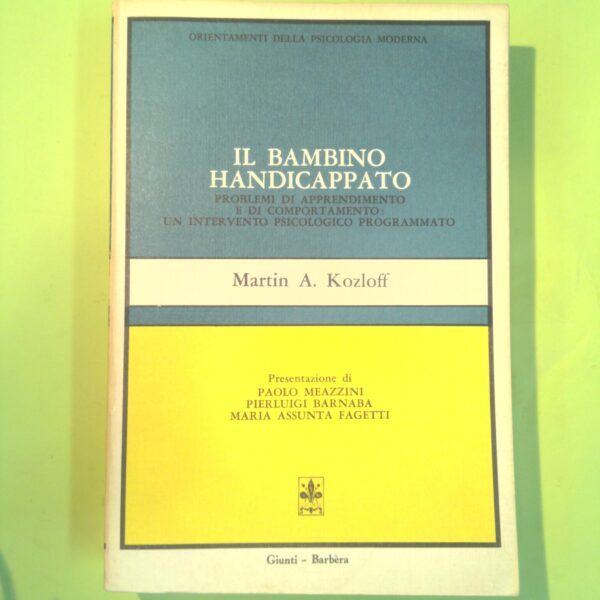 ORIENTAMENTI DELLA PSICOLOGIA MODERNA
IL BAMBINO
HANDICAPPATO
PROBLEMI DI APPRENDIMENTO
E DI COMPORTAMENTO:
UN INTERVENTO PSICOLOGICO PROGRAMMATO
Martin A. Kozloff
Presentazione di
PAOLO MEAZZINI
PIERLUIGI BARNABA
MARIA ASSUNTA FAGETTI
Giunti - Barbèra